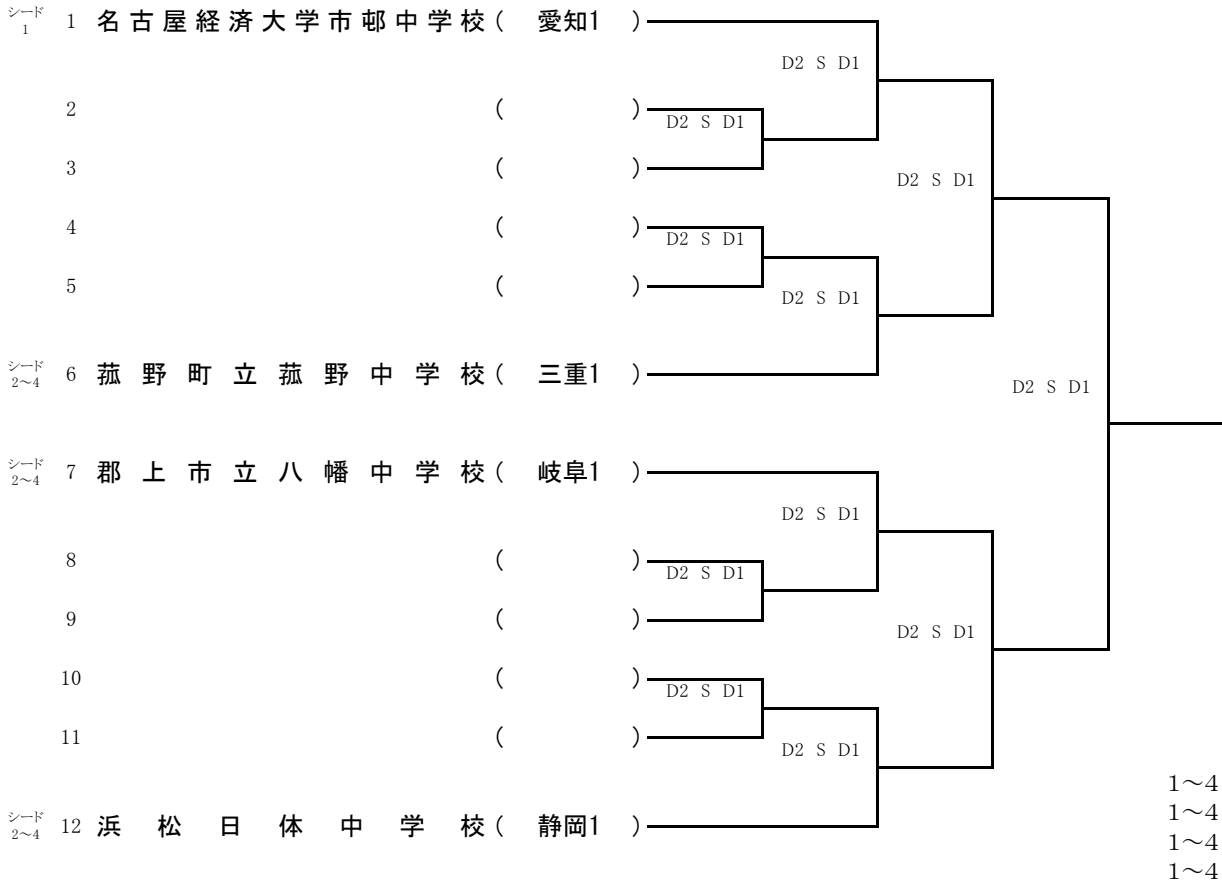 シード
1
1 名古屋経済大学市邨中学校 ( 愛知1 )
D2 S D1
2 ( )
D2 S D1
3 ( )
D2 S D1
4 ( )
D2 S D1
5 ( )
D2 S D1
シード
2~4
6 菰野町立菰野中学校 ( 三重1 )
D2 S D1
シード
2~4
7 郡上市立八幡中学校 ( 岐阜1 )
D2 S D1
8 ( )
D2 S D1
9 ( )
D2 S D1
10 ( )
D2 S D1
11 ( )
D2 S D1
シード
2~4
12 浜松日体中学校 ( 静岡1 )
1～4
1～4
1～4
1～4